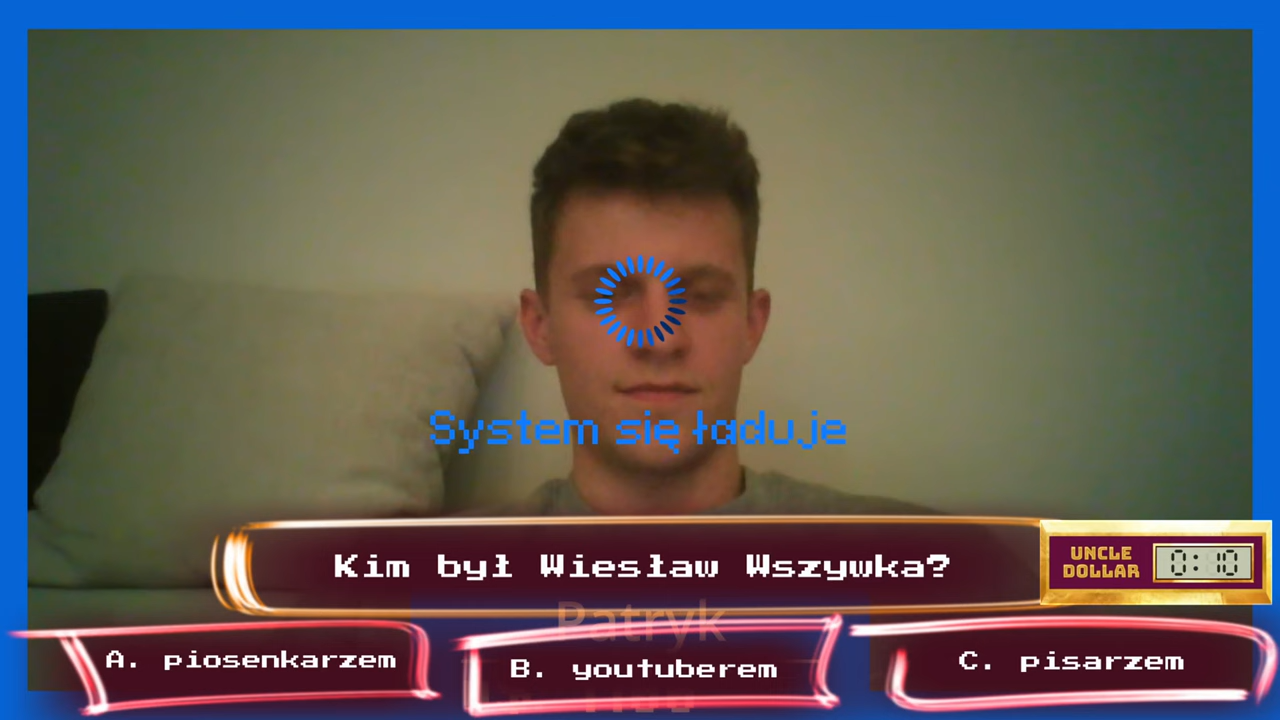 System się ładuje
Kim był Wiesław Wszywka?
UNCLE
DOLLAR
0:10
Patryk
A. piosenkarzem
B. youtuberem
C. pisarzem